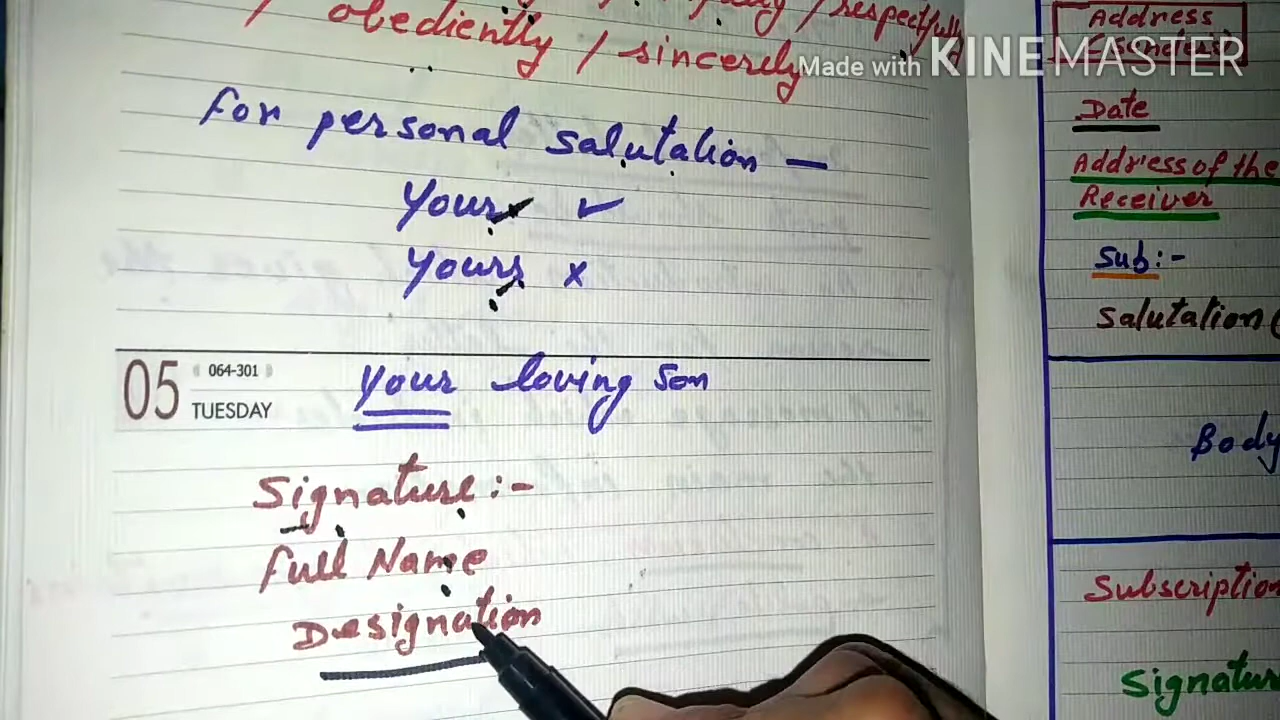 / respectfully
/ obediently / sincerely
Made with KINEMASTER
for personal salutation —
Your ✓
Yours ×
05
064-301
TUESDAY
Your loving son
Signature:-
Full Name
Designation
Address
Date
Address of the
Receiver
Sub:-
Salutation (
Body
Subscription
Signature